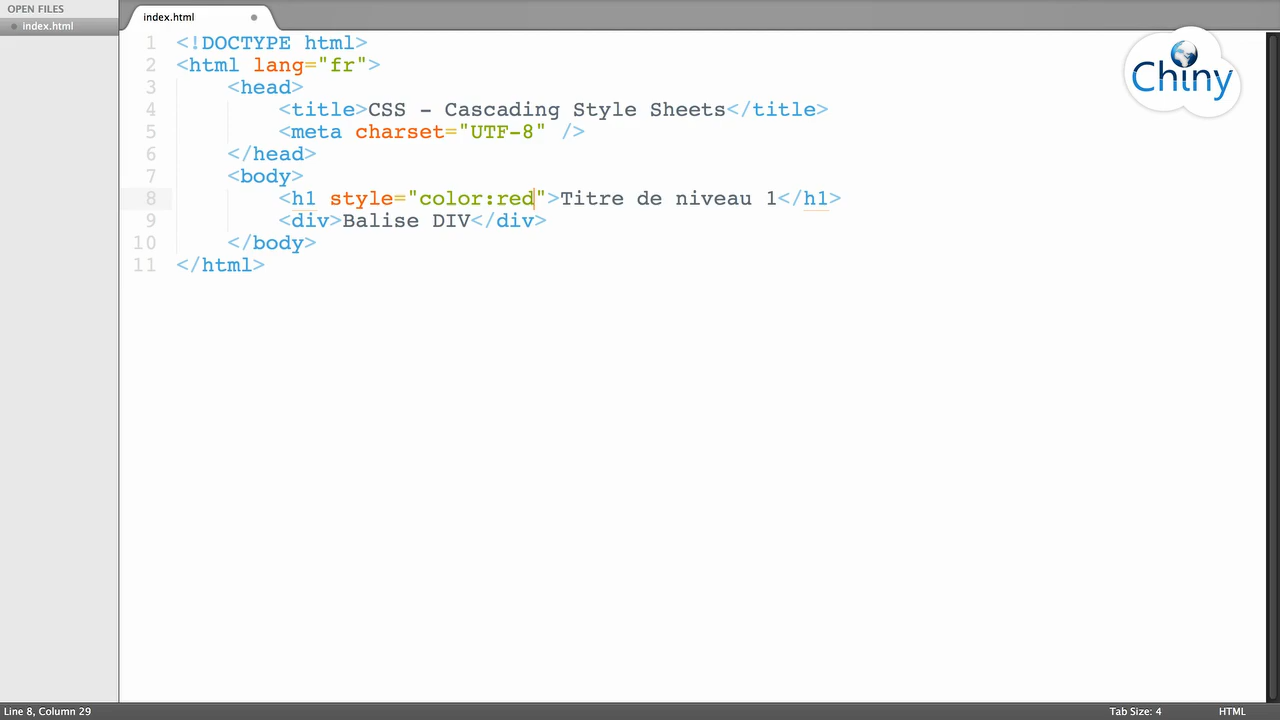 OPEN FILES
index.html
index.html
Chiny
1 <!DOCTYPE html>
2 <html lang="fr">
3 <head>
4 <title>CSS - Cascading Style Sheets</title>
5 <meta charset="UTF-8" />
6 </head>
7 <body>
8 <h1 style="color:red">Titre de niveau 1</h1>
9 <div>Balise DIV</div>
10 </body>
11 </html>
Line 8, Column 29
Tab Size: 4
HTML